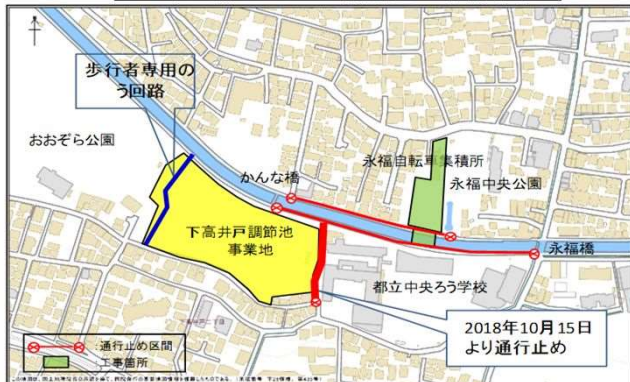 歩行者専用の
う回路
おおぞら公園
永福自転車集積所
かんな橋
永福中央公園
下高井戸調節池
事業地
永福橋
都立中央ろう学校
2018年10月15日
より通行止め
:通行止め区間
:工事箇所